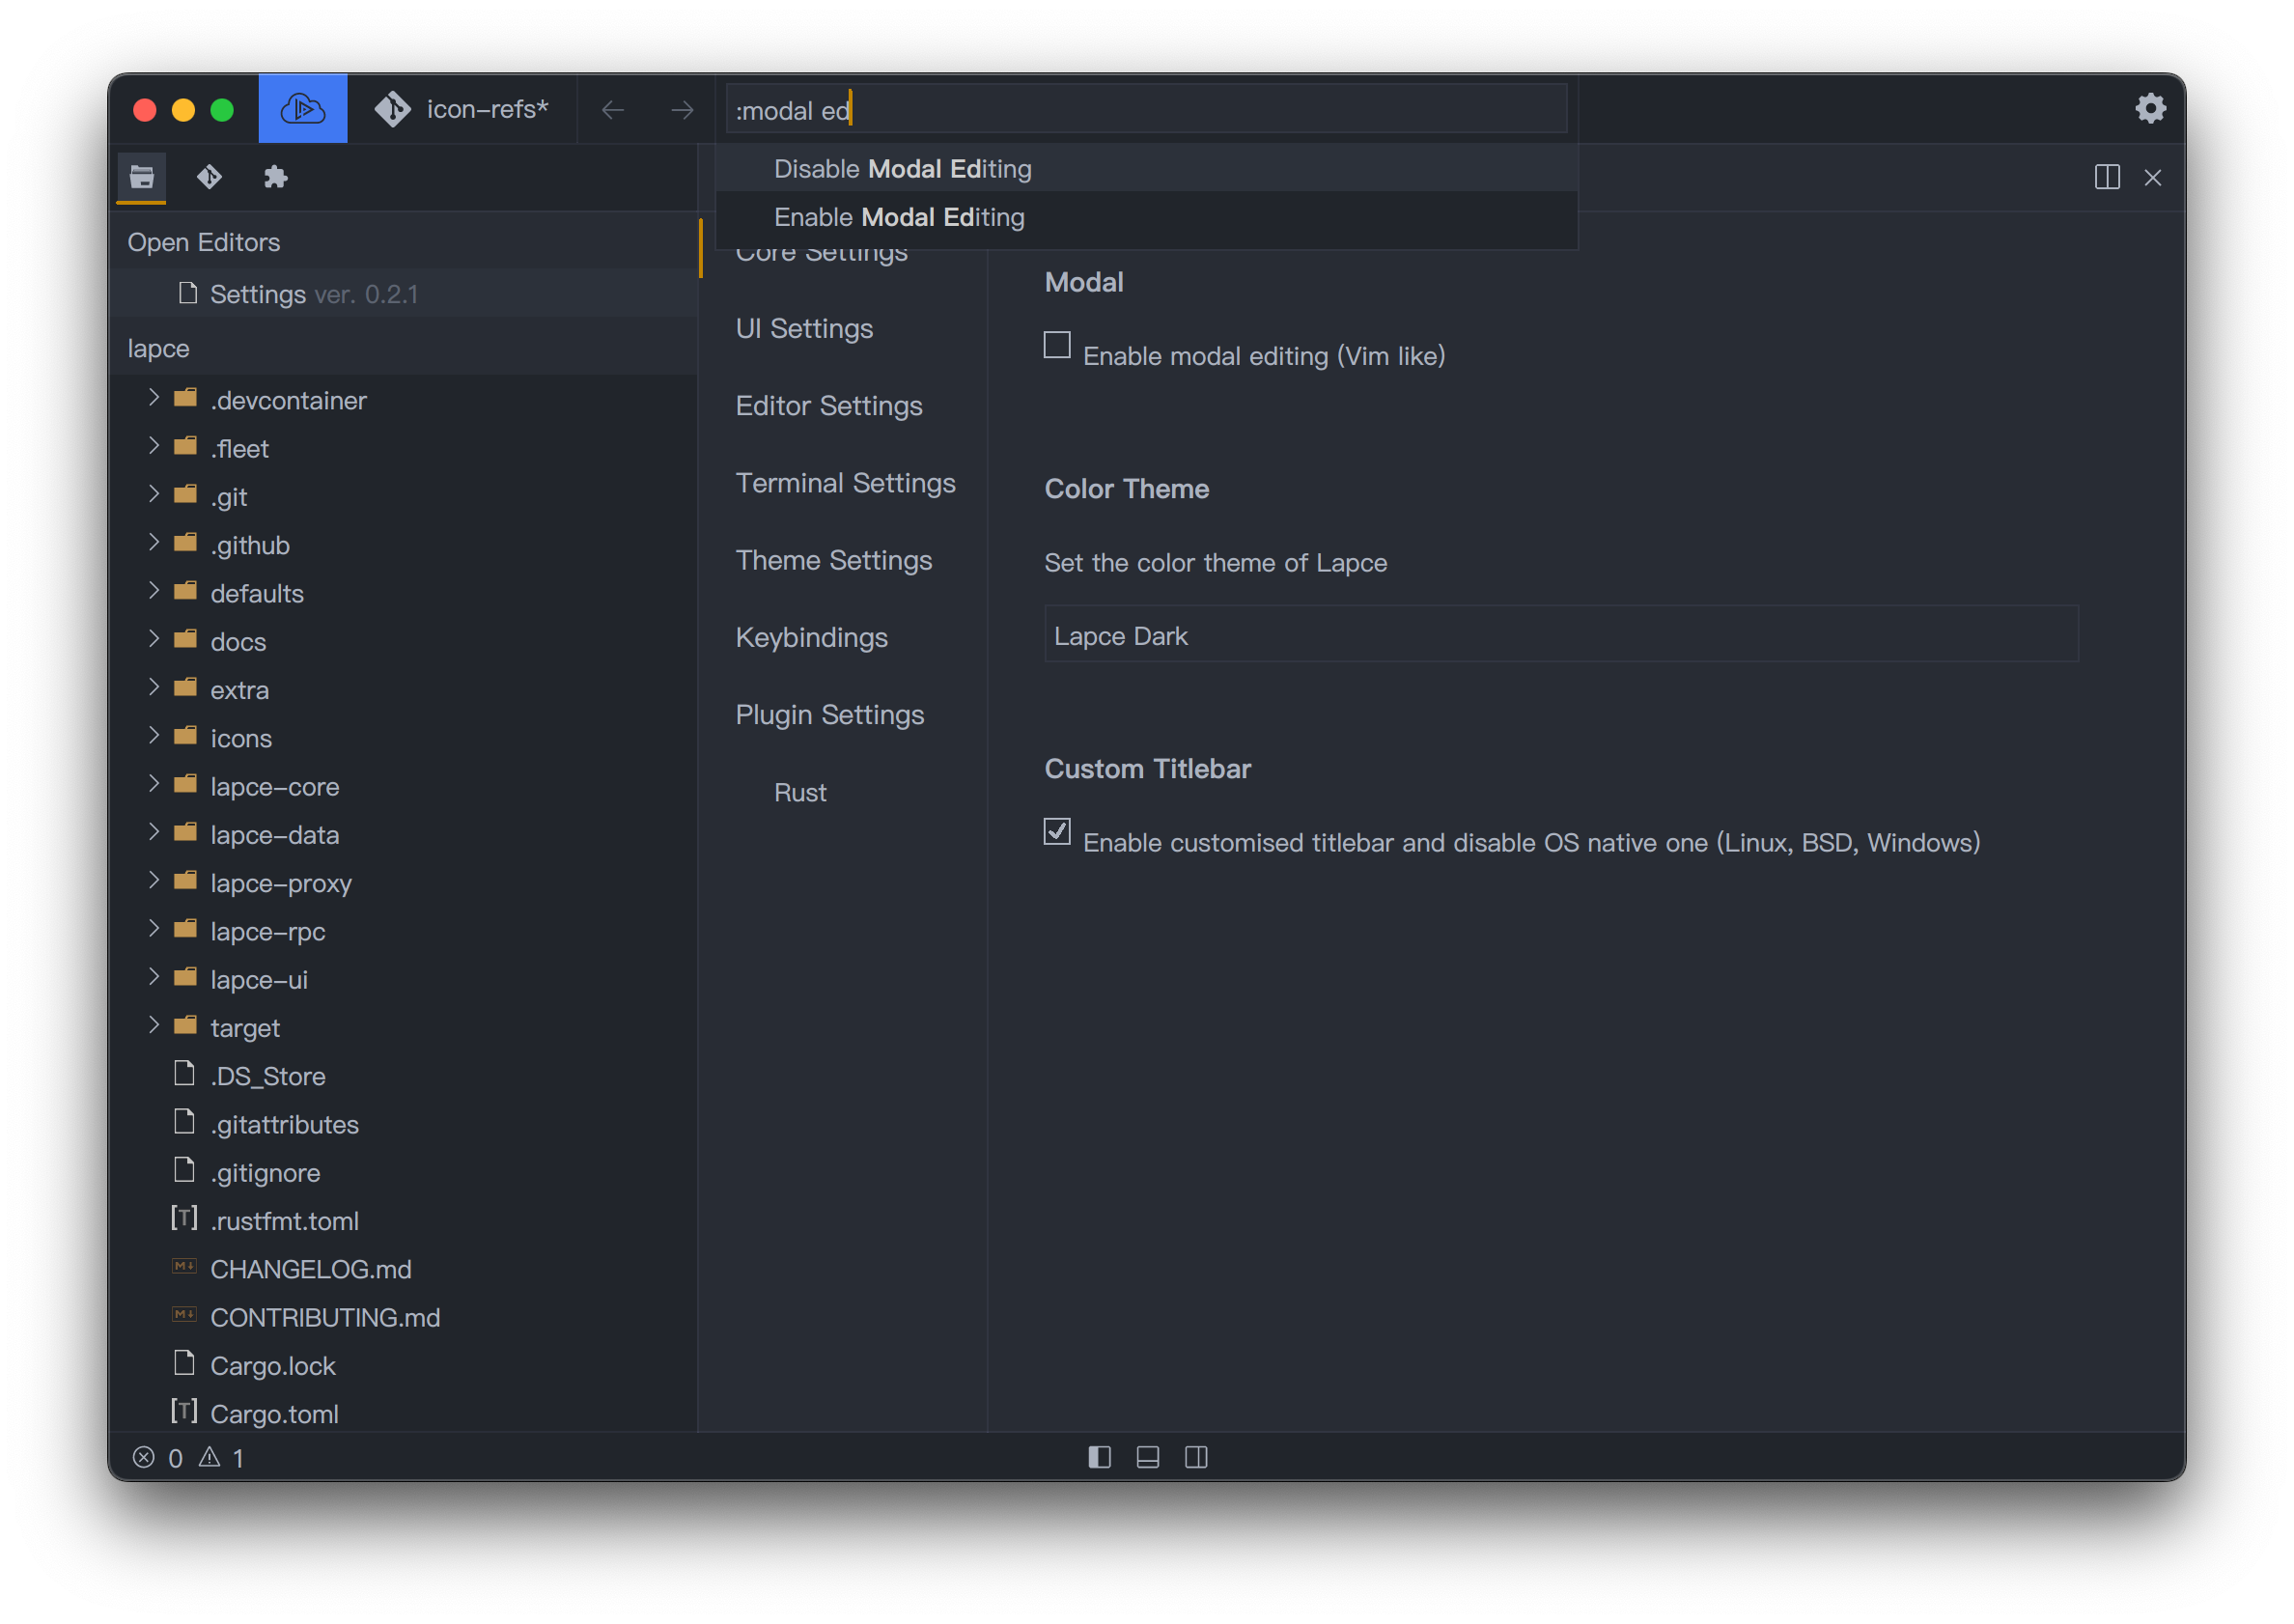 icon-refs*
:modal ed
Disable Modal Editing
Enable Modal Editing
Open Editors
Settings ver. 0.2.1
lapce
.devcontainer
.fleet
.git
.github
defaults
docs
extra
icons
lapce-core
lapce-data
lapce-proxy
lapce-rpc
lapce-ui
target
.DS_Store
.gitattributes
.gitignore
[T] .rustfmt.toml
M↓ CHANGELOG.md
M↓ CONTRIBUTING.md
Cargo.lock
[T] Cargo.toml
Core Settings
UI Settings
Editor Settings
Terminal Settings
Theme Settings
Keybindings
Plugin Settings
Rust
Modal
Enable modal editing (Vim like)
Color Theme
Set the color theme of Lapce
Lapce Dark
Custom Titlebar
Enable customised titlebar and disable OS native one (Linux, BSD, Windows)
0 1